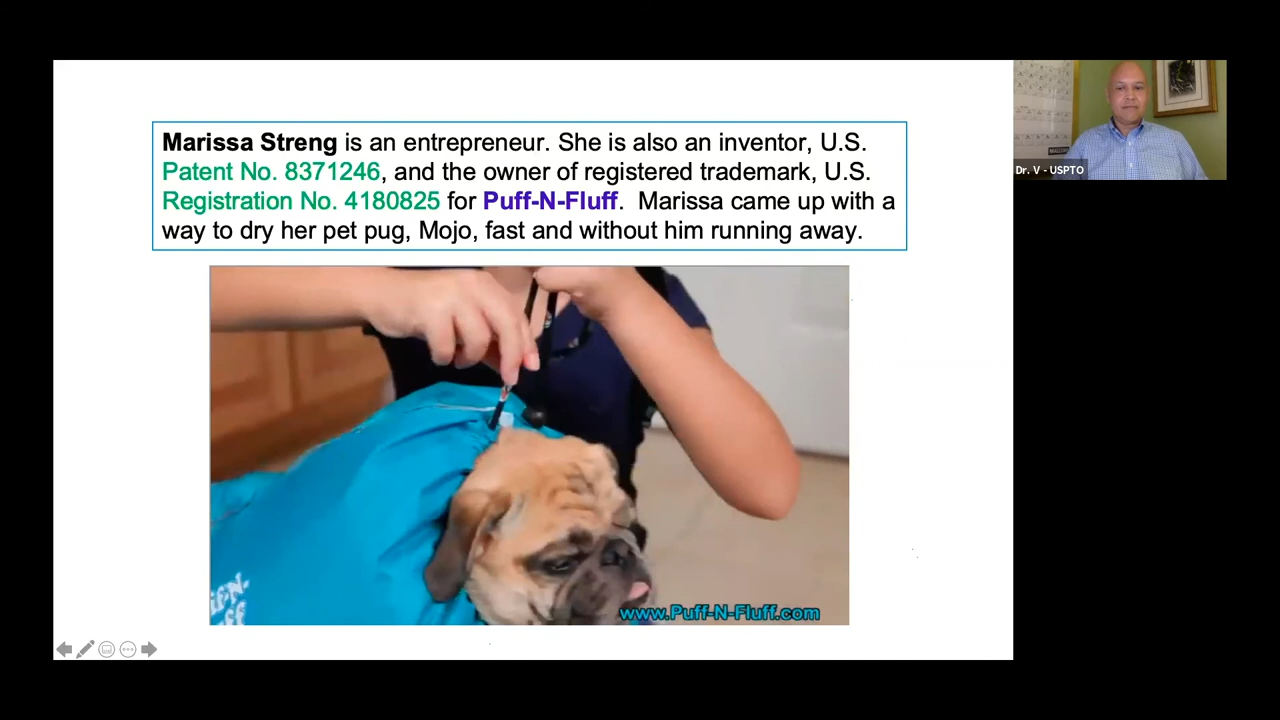 Marissa Streng is an entrepreneur. She is also an inventor, U.S.
Patent No. 8371246, and the owner of registered trademark, U.S.
Registration No. 4180825 for Puff-N-Fluff. Marissa came up with a
way to dry her pet pug, Mojo, fast and without him running away.
Dr. V - USPTO
www.Puff-N-Fluff.com